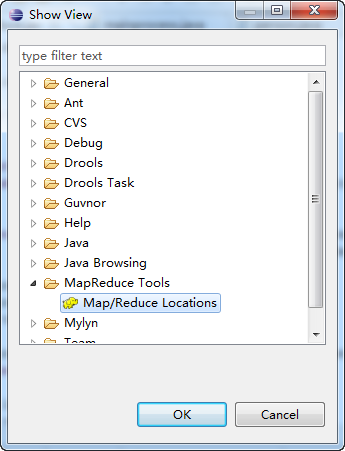 Show View
type filter text
General
Ant
CVS
Debug
Drools
Drools Task
Guvnor
Help
Java
Java Browsing
MapReduce Tools
Map/Reduce Locations
Mylyn
Team
OK
Cancel